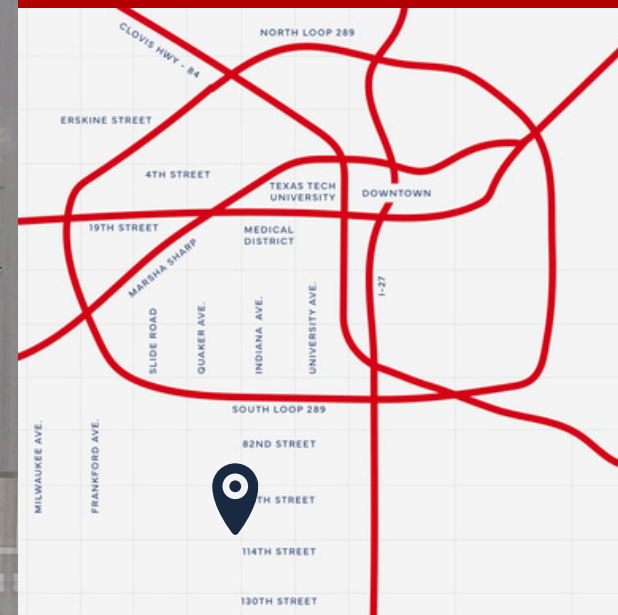 NORTH LOOP 289
CLOVIS HWY - 84
ERSKINE STREET
4TH STREET
TEXAS TECH
UNIVERSITY
DOWNTOWN
19TH STREET
MEDICAL
DISTRICT
MARSHA SHARP
I-27
SLIDE ROAD
QUAKER AVE.
INDIANA AVE.
UNIVERSITY AVE.
SOUTH LOOP 289
MILWAUKEE AVE.
FRANKFORD AVE.
82ND STREET
TH STREET
114TH STREET
130TH STREET